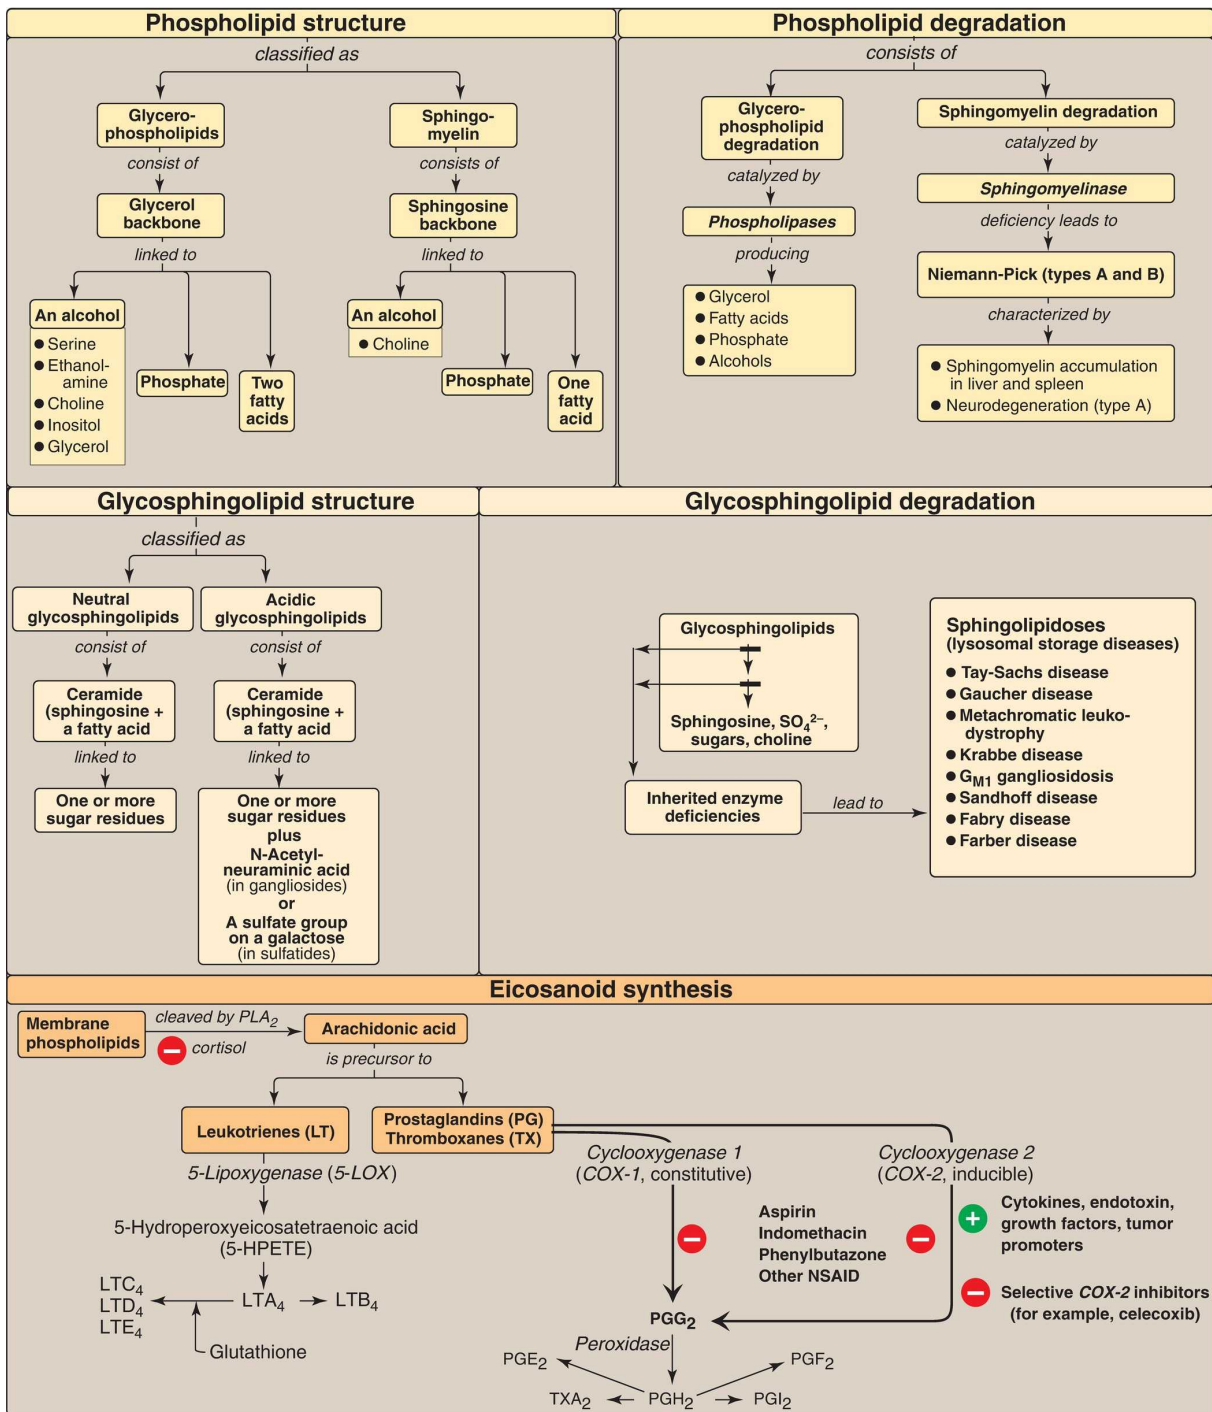 Phospholipid structure
classified as
Glycero-
phospholipids
consist of
Glycerol
backbone
linked to
An alcohol
● Serine
● Ethanol-
amine
● Choline
● Inositol
● Glycerol
Phosphate
Two
fatty
acids
Sphingo-
myelin
consists of
Sphingosine
backbone
linked to
An alcohol
● Choline
Phosphate
One
fatty
acid
Phospholipid degradation
consists of
Glycero-
phospholipid
degradation
catalyzed by
Phospholipases
producing
● Glycerol
● Fatty acids
● Phosphate
● Alcohols
Sphingomyelin degradation
catalyzed by
Sphingomyelinase
deficiency leads to
Niemann-Pick (types A and B)
characterized by
● Sphingomyelin accumulation
in liver and spleen
● Neurodegeneration (type A)
Glycosphingolipid structure
classified as
Neutral
glycosphingolipids
consist of
Ceramide
(sphingosine +
a fatty acid
linked to
One or more
sugar residues
Acidic
glycosphingolipids
consist of
Ceramide
(sphingosine +
a fatty acid
linked to
One or more
sugar residues
plus
N-Acetyl-
neuraminic acid
(in gangliosides)
or
A sulfate group
on a galactose
(in sulfatides)
Glycosphingolipid degradation
Glycosphingolipids
Sphingosine, SO₄²⁻,
sugars, choline
Inherited enzyme
deficiencies
lead to
Sphingolipidoses
(lysosomal storage diseases)
● Tay-Sachs disease
● Gaucher disease
● Metachromatic leuko-
dystrophy
● Krabbe disease
● GM1 gangliosidosis
● Sandhoff disease
● Fabry disease
● Farber disease
Eicosanoid synthesis
Membrane
phospholipids
cleaved by PLA₂
− cortisol
Arachidonic acid
is precursor to
Leukotrienes (LT)
Prostaglandins (PG)
Thromboxanes (TX)
5-Lipoxygenase (5-LOX)
5-Hydroperoxyeicosatetraenoic acid
(5-HPETE)
LTC₄
LTD₄
LTE₄
LTA₄
LTB₄
Glutathione
Cyclooxygenase 1
(COX-1, constitutive)
Cyclooxygenase 2
(COX-2, inducible)
−
Aspirin
Indomethacin
Phenylbutazone
Other NSAID
−
+
Cytokines, endotoxin,
growth factors, tumor
promoters
−
Selective COX-2 inhibitors
(for example, celecoxib)
PGG₂
Peroxidase
PGE₂
PGF₂
TXA₂
PGH₂
PGI₂